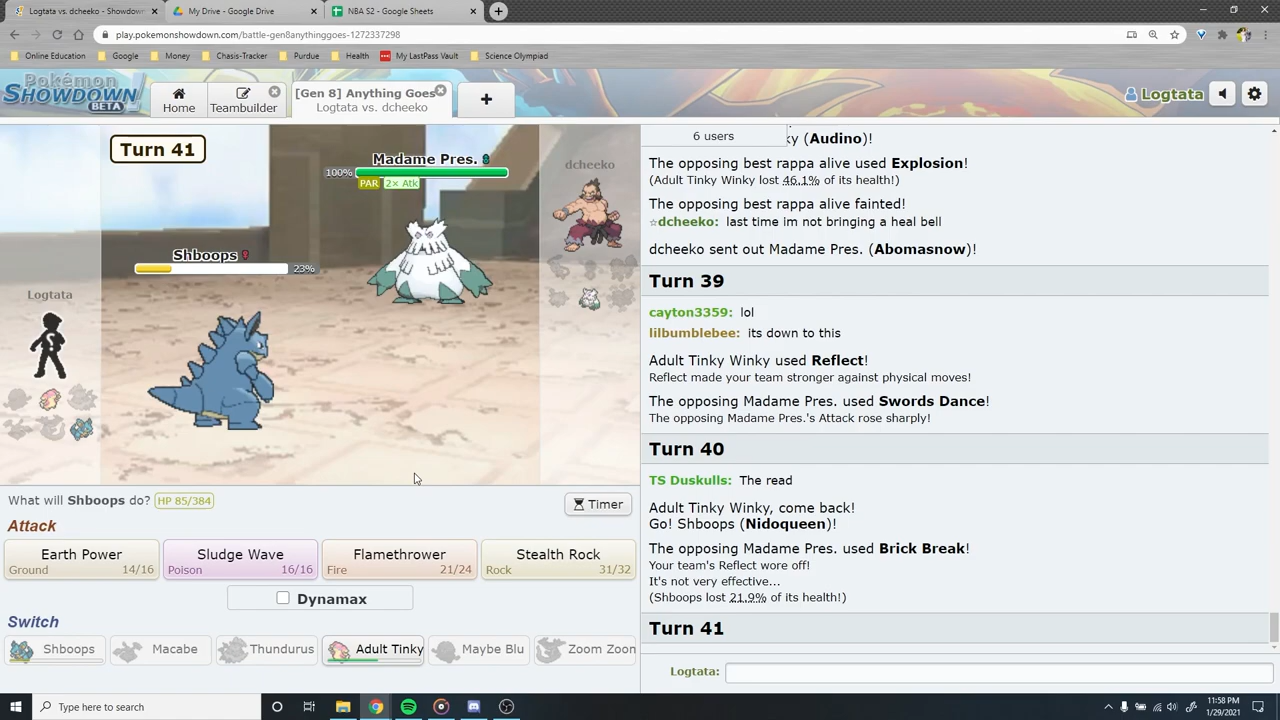 Logtata vs. dcheeko - Showdown
My Drive - Google Drive
NBA S2 - Google Sheets
play.pokemonshowdown.com/battle-gen8anythinggoes-1272337298
Online Education
Google
Money
Chasis-Tracker
Purdue
Health
My LastPass Vault
Science Olympiad
Pokémon
SHOWDOWN
BETA
Home
Teambuilder
[Gen 8] Anything Goes
Logtata vs. dcheeko
Logtata
Turn 41
Madame Pres.
100%
PAR
2× Atk
dcheeko
Shboops
23%
Logtata
What will Shboops do?
HP 85/384
Timer
Attack
Earth Power
Ground 14/16
Sludge Wave
Poison 16/16
Flamethrower
Fire 21/24
Stealth Rock
Rock 31/32
Dynamax
Switch
Shboops
Macabe
Thundurus
Adult Tinky
Maybe Blu
Zoom Zoon
6 users
ky (Audino)!
The opposing best rappa alive used Explosion!
(Adult Tinky Winky lost 46.1% of its health!)
The opposing best rappa alive fainted!
☆dcheeko: last time im not bringing a heal bell
dcheeko sent out Madame Pres. (Abomasnow)!
Turn 39
cayton3359: lol
lilbumblebee: its down to this
Adult Tinky Winky used Reflect!
Reflect made your team stronger against physical moves!
The opposing Madame Pres. used Swords Dance!
The opposing Madame Pres.'s Attack rose sharply!
Turn 40
TS Duskulls: The read
Adult Tinky Winky, come back!
Go! Shboops (Nidoqueen)!
The opposing Madame Pres. used Brick Break!
Your team's Reflect wore off!
It's not very effective...
(Shboops lost 21.9% of its health!)
Turn 41
Logtata:
Type here to search
11:58 PM
1/29/2021